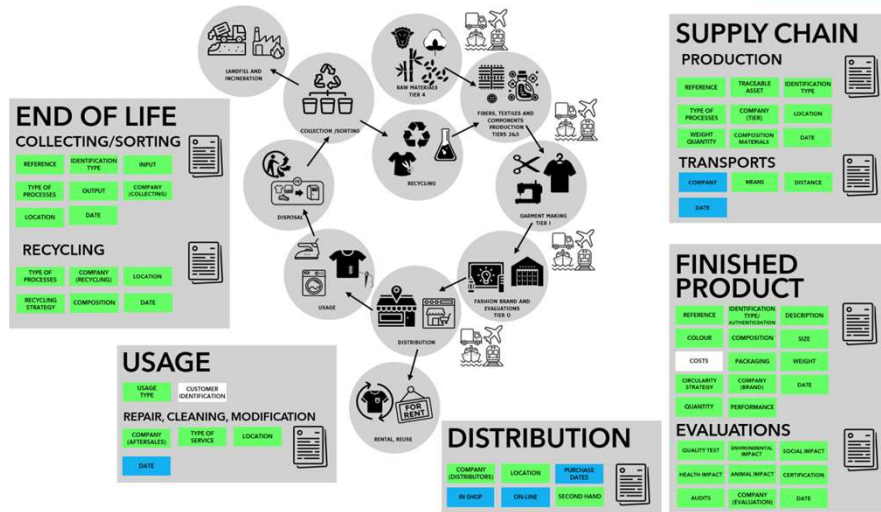 LANDFILL AND
INCINERATION
COLLECTION /SORTING
RAW MATERIALS
TIER 4
FIBERS, TEXTILES AND
COMPONENTS
PRODUCTION
TIERS 2&3
RECYCLING
DISPOSAL
GARMENT MAKING
TIER I
USAGE
DISTRIBUTION
FASHION BRAND AND
EVALUATIONS
TIER 0
FOR
RENT
RENTAL, REUSE
END OF LIFE
COLLECTING/SORTING
REFERENCE
IDENTIFICATION
TYPE
INPUT
TYPE OF
PROCESSES
OUTPUT
COMPANY
(COLLECTING)
LOCATION
DATE
RECYCLING
TYPE OF
PROCESSES
COMPANY
(RECYCLING)
LOCATION
RECYCLING
STRATEGY
COMPOSITION
DATE
USAGE
USAGE
TYPE
CUSTOMER
IDENTIFICATION
REPAIR, CLEANING, MODIFICATION
COMPANY
(AFTERSALES)
TYPE OF
SERVICE
LOCATION
DATE
DISTRIBUTION
COMPANY
(DISTRIBUTORS)
LOCATION
PURCHASE
DATES
IN SHOP
ON-LINE
SECOND HAND
SUPPLY CHAIN
PRODUCTION
REFERENCE
TRACEABLE
ASSET
IDENTIFICATION
TYPE
TYPE OF
PROCESSES
COMPANY
(TIER)
LOCATION
WEIGHT
QUANTITY
COMPOSITION
MATERIALS
DATE
TRANSPORTS
COMPANY
MEANS
DISTANCE
DATE
FINISHED
PRODUCT
REFERENCE
IDENTIFICATION
TYPE/
AUTHENTICATION
DESCRIPTION
COLOUR
COMPOSITION
SIZE
COSTS
PACKAGING
WEIGHT
CIRCULARITY
STRATEGY
COMPANY
(BRAND)
DATE
QUANTITY
PERFORMANCE
EVALUATIONS
QUALITY TEST
ENVIRONMENTAL
IMPACT
SOCIAL IMPACT
HEALTH IMPACT
ANIMAL IMPACT
CERTIFICATION
AUDITS
COMPANY
(EVALUATION)
DATE